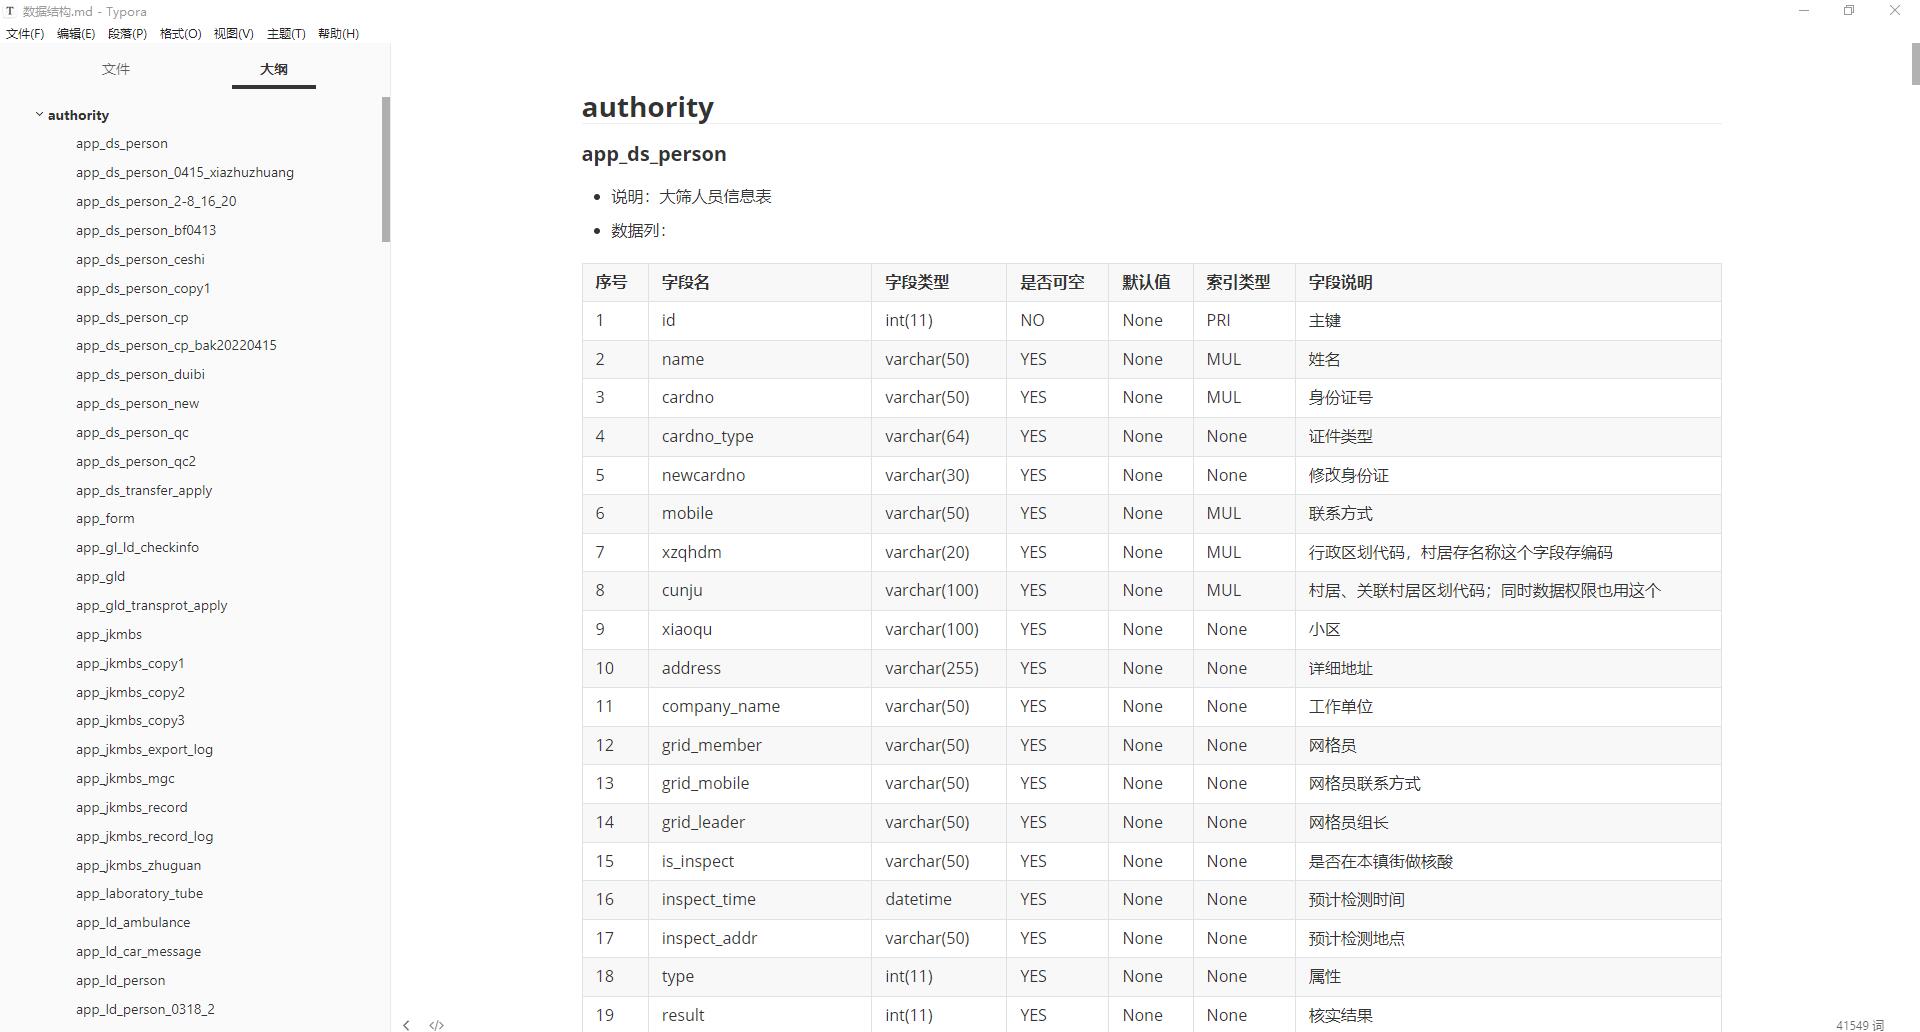 T 数据结构.md - Typora
文件(F) 编辑(E) 段落(P) 格式(O) 视图(V) 主题(T) 帮助(H)
文件 大纲
authority
app_ds_person
app_ds_person_0415_xiazhuzhuang
app_ds_person_2-8_16_20
app_ds_person_bf0413
app_ds_person_ceshi
app_ds_person_copy1
app_ds_person_cp
app_ds_person_cp_bak20220415
app_ds_person_duibi
app_ds_person_new
app_ds_person_qc
app_ds_person_qc2
app_ds_transfer_apply
app_form
app_gl_ld_checkinfo
app_gld
app_gld_transprot_apply
app_jkmbs
app_jkmbs_copy1
app_jkmbs_copy2
app_jkmbs_copy3
app_jkmbs_export_log
app_jkmbs_mgc
app_jkmbs_record
app_jkmbs_record_log
app_jkmbs_zhuguan
app_laboratory_tube
app_ld_ambulance
app_ld_car_message
app_ld_person
app_ld_person_0318_2
authority
app_ds_person
• 说明：大筛人员信息表
• 数据列：
序号 字段名 字段类型 是否可空 默认值 索引类型 字段说明
1 id int(11) NO None PRI 主键
2 name varchar(50) YES None MUL 姓名
3 cardno varchar(50) YES None MUL 身份证号
4 cardno_type varchar(64) YES None None 证件类型
5 newcardno varchar(30) YES None None 修改身份证
6 mobile varchar(50) YES None MUL 联系方式
7 xzqhdm varchar(20) YES None MUL 行政区划代码，村居存名称这个字段存编码
8 cunju varchar(100) YES None MUL 村居、关联村居区划代码；同时数据权限也用这个
9 xiaoqu varchar(100) YES None None 小区
10 address varchar(255) YES None None 详细地址
11 company_name varchar(50) YES None None 工作单位
12 grid_member varchar(50) YES None None 网格员
13 grid_mobile varchar(50) YES None None 网格员联系方式
14 grid_leader varchar(50) YES None None 网格员组长
15 is_inspect varchar(50) YES None None 是否在本镇街做核酸
16 inspect_time datetime YES None None 预计检测时间
17 inspect_addr varchar(50) YES None None 预计检测地点
18 type int(11) YES None None 属性
19 result int(11) YES None None 核实结果
< </> 41549 词